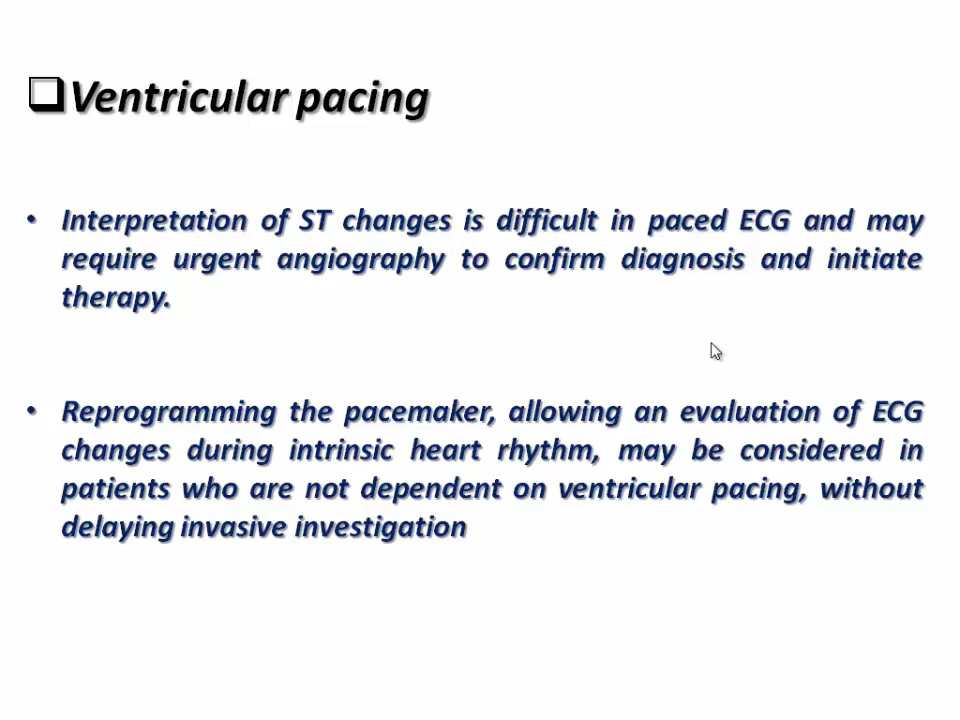 ❑Ventricular pacing
• Interpretation of ST changes is difficult in paced ECG and may
require urgent angiography to confirm diagnosis and initiate
therapy.
• Reprogramming the pacemaker, allowing an evaluation of ECG
changes during intrinsic heart rhythm, may be considered in
patients who are not dependent on ventricular pacing, without
delaying invasive investigation